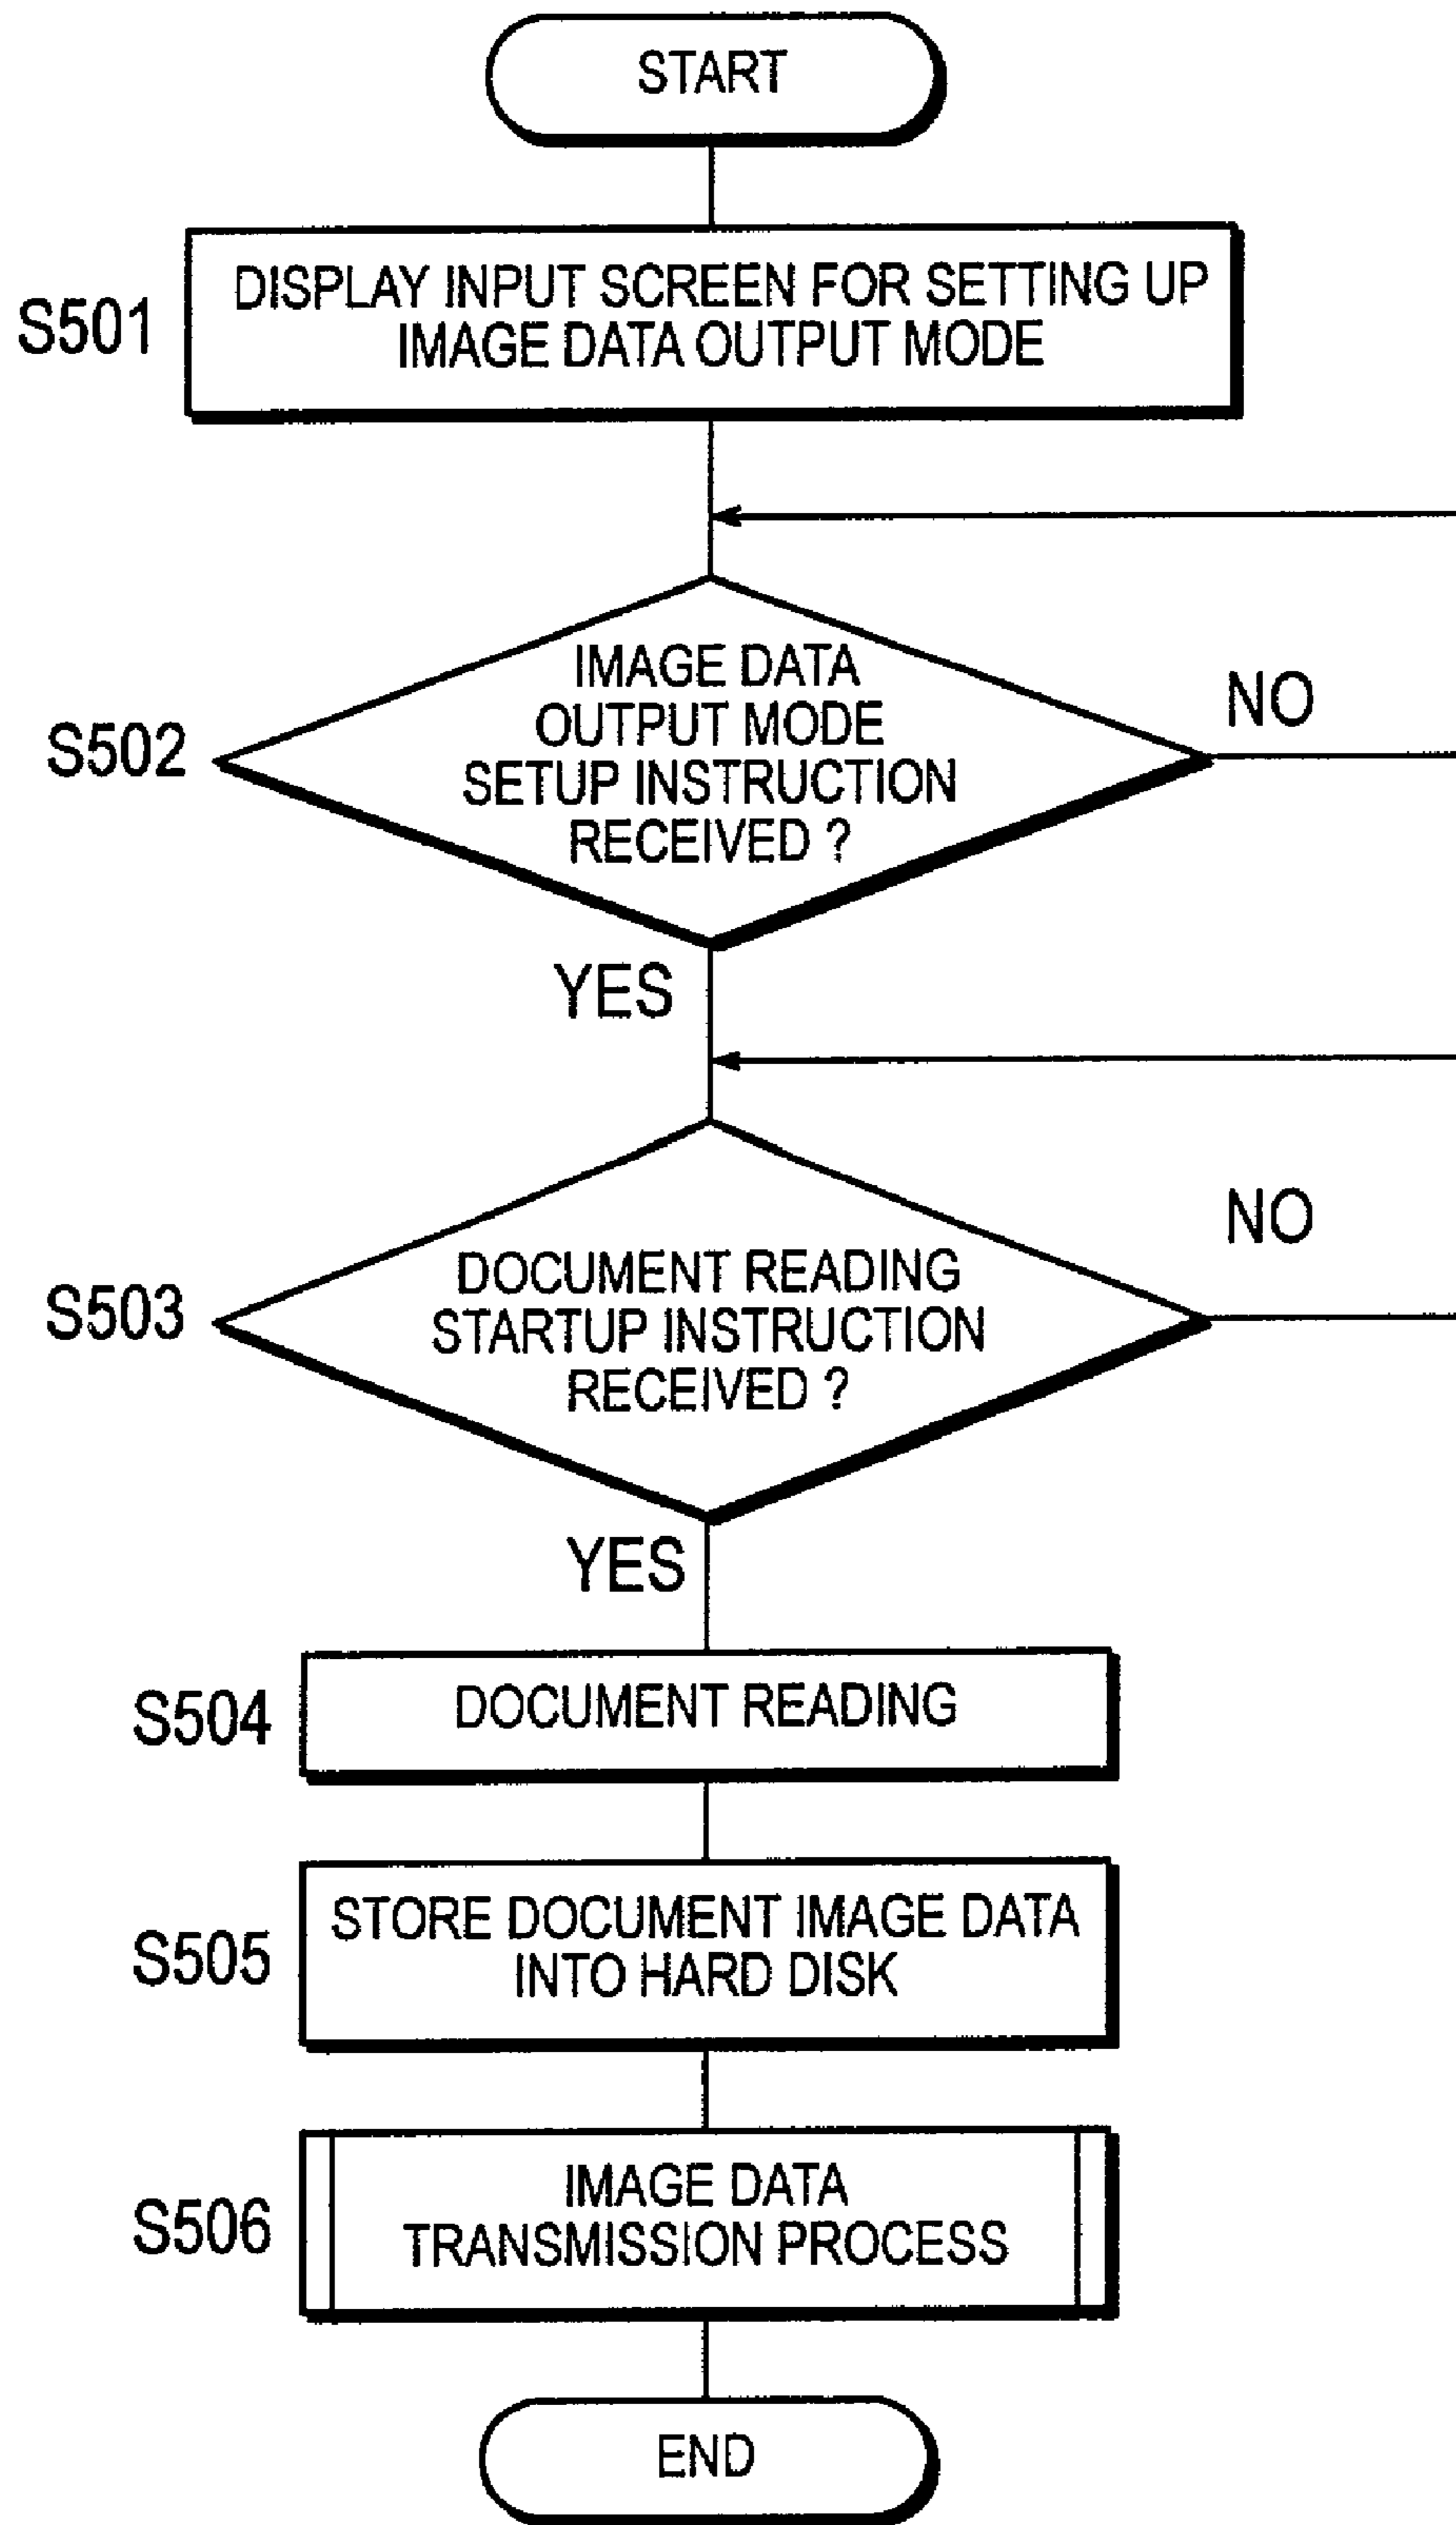 START
S501
DISPLAY INPUT SCREEN FOR SETTING UP
IMAGE DATA OUTPUT MODE
S502
IMAGE DATA
OUTPUT MODE
SETUP INSTRUCTION
RECEIVED ?
NO
YES
S503
DOCUMENT READING
STARTUP INSTRUCTION
RECEIVED ?
NO
YES
S504
DOCUMENT READING
S505
STORE DOCUMENT IMAGE DATA
INTO HARD DISK
S506
IMAGE DATA
TRANSMISSION PROCESS
END